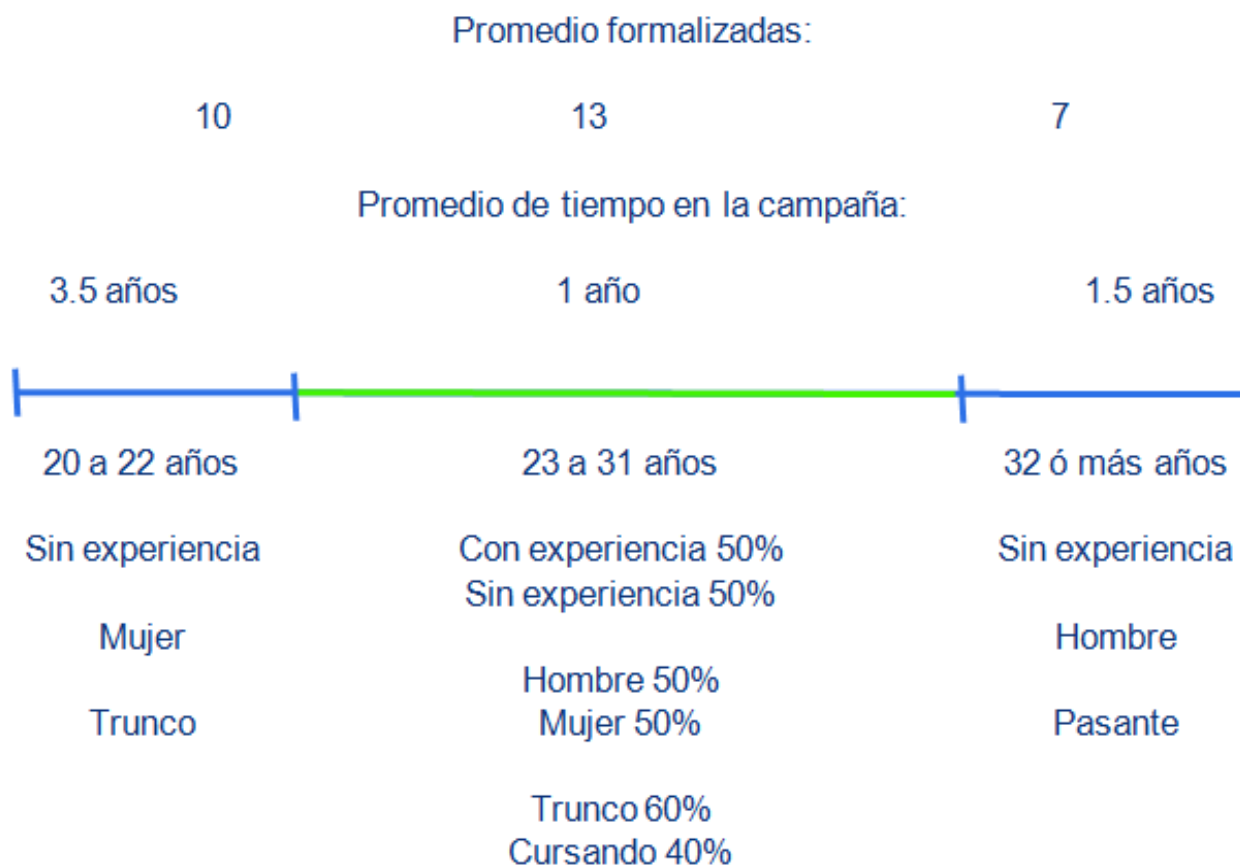 Promedio formalizadas:
10 13 7
Promedio de tiempo en la campaña:
3.5 años 1 año 1.5 años
20 a 22 años 23 a 31 años 32 ó más años
Sin experiencia Con experiencia 50% Sin experiencia
Sin experiencia 50%
Mujer Hombre
Hombre 50%
Trunco Mujer 50% Pasante
Trunco 60%
Cursando 40%